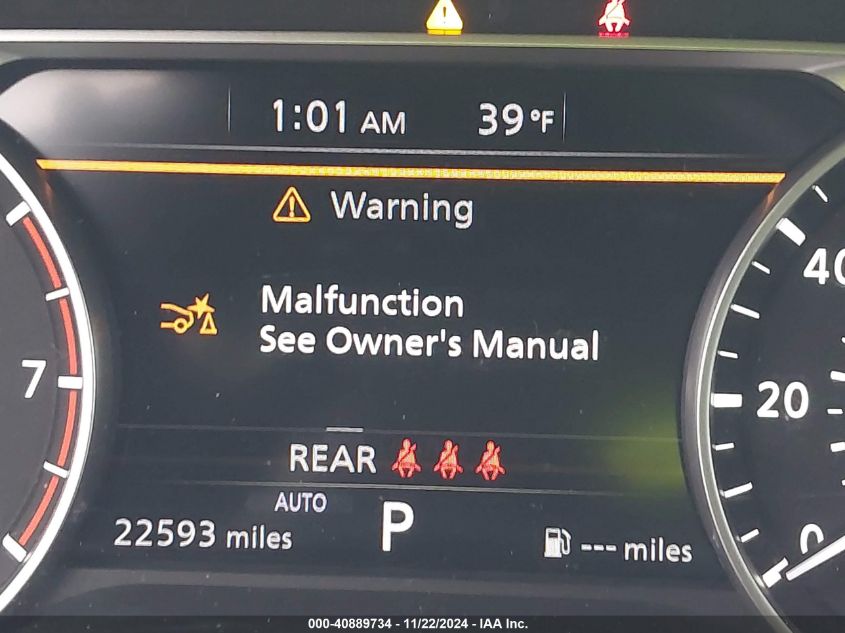 1:01 AM 39°F
Warning
Malfunction
See Owner's Manual
REAR
AUTO
22593 miles P --- miles
7
40
20
0
000-40889734 - 11/22/2024 - IAA Inc.